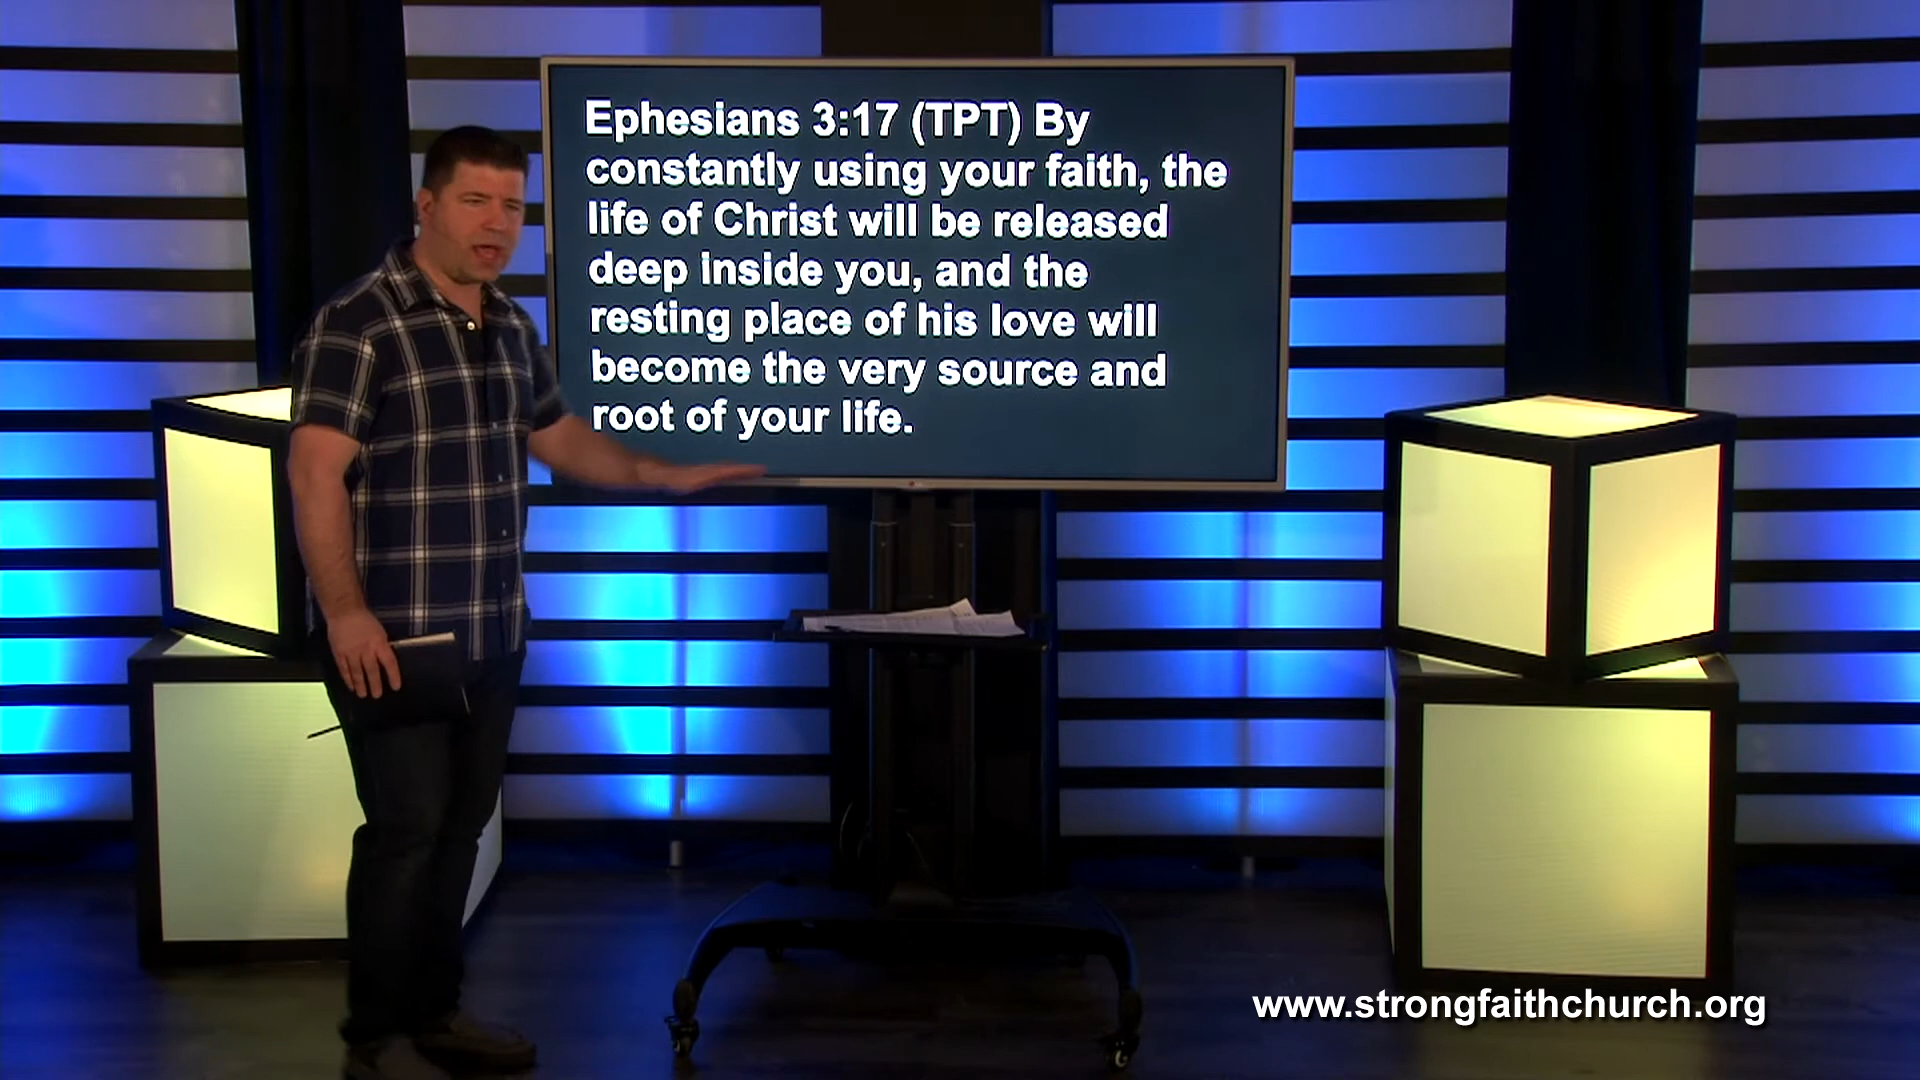 Ephesians 3:17 (TPT) By
constantly using your faith, the
life of Christ will be released
deep inside you, and the
resting place of his love will
become the very source and
root of your life.
www.strongfaithchurch.org